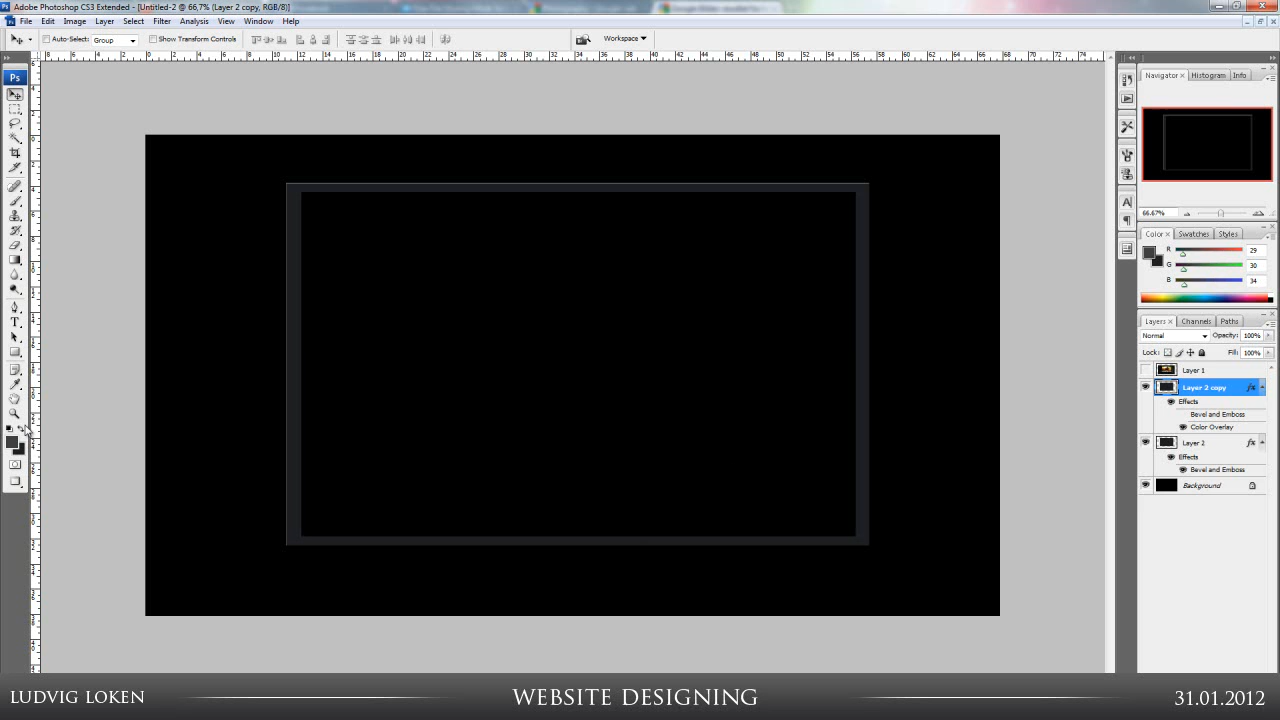 Adobe Photoshop CS3 Extended - [Untitled-2 @ 66,7% (Layer 2 copy, RGB/8)]
File Edit Image Layer Select Filter Analysis View Window Help
Auto-Select: Group Show Transform Controls Workspace
Ps
Navigator Histogram Info
66.67%
Color Swatches Styles
R 29
G 30
B 34
Layers Channels Paths
Normal Opacity: 100%
Lock: Fill: 100%
Layer 1
Layer 2 copy fx
Effects
Bevel and Emboss
Color Overlay
Layer 2 fx
Effects
Bevel and Emboss
Background
LUDVIG LOKEN WEBSITE DESIGNING 31.01.2012